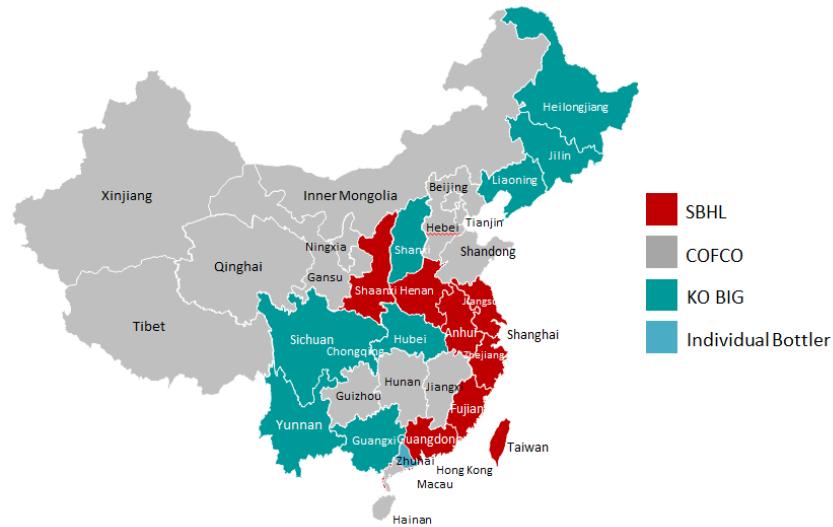 Heilongjiang
Jilin
Liaoning
Beijing
Inner Mongolia
Xinjiang
Tianjin
Hebei
Shanxi
Ningxia
Shandong
Qinghai
Gansu
Shaanxi
Henan
Jiangsu
Tibet
Anhui
Shanghai
Sichuan
Hubei
Chongqing
Zhejiang
Hunan
Jiangxi
Guizhou
Fujian
Yunnan
Guangxi
Guangdong
Taiwan
Zhuhai
Hong Kong
Macau
Hainan
SBHL
COFCO
KO BIG
Individual Bottler